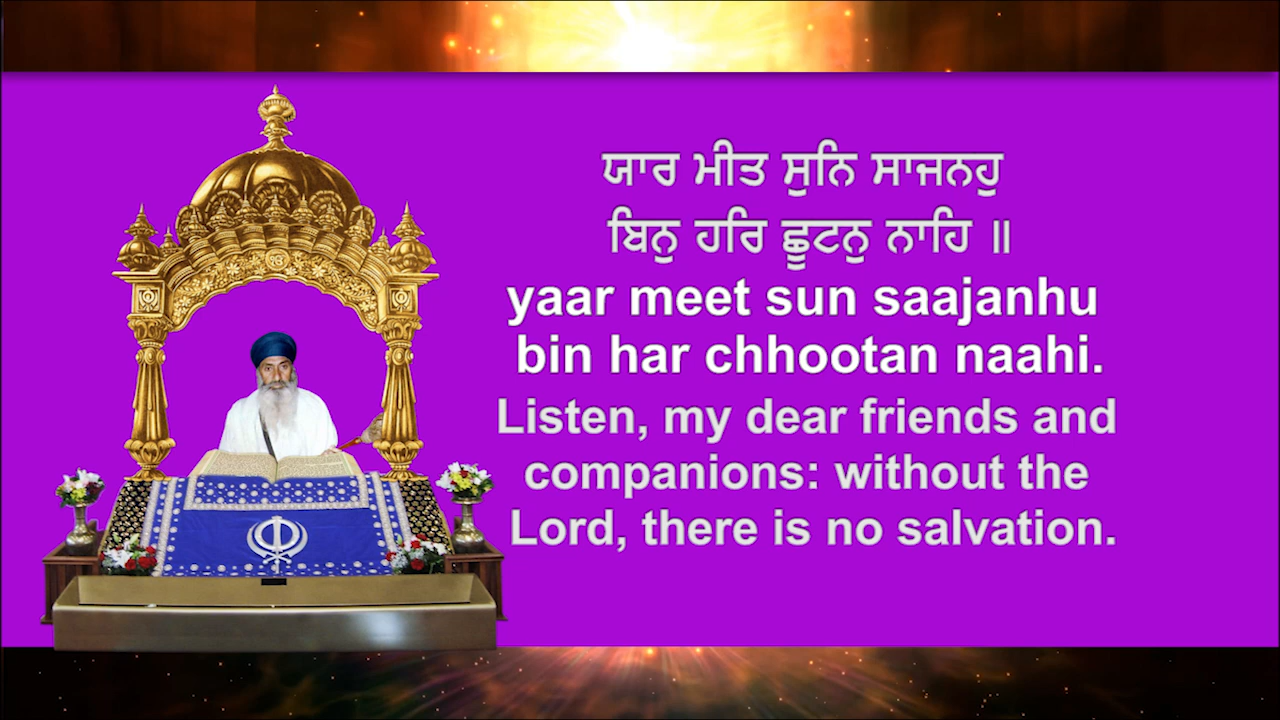 ਯਾਰ ਮੀਤ ਸੁਨਿ ਸਾਜਨਹੁ
ਬਿਨੁ ਹਰਿ ਛੂਟਨੁ ਨਾਹਿ ॥
yaar meet sun saajanhu
bin har chhootan naahi.
Listen, my dear friends and
companions: without the
Lord, there is no salvation.